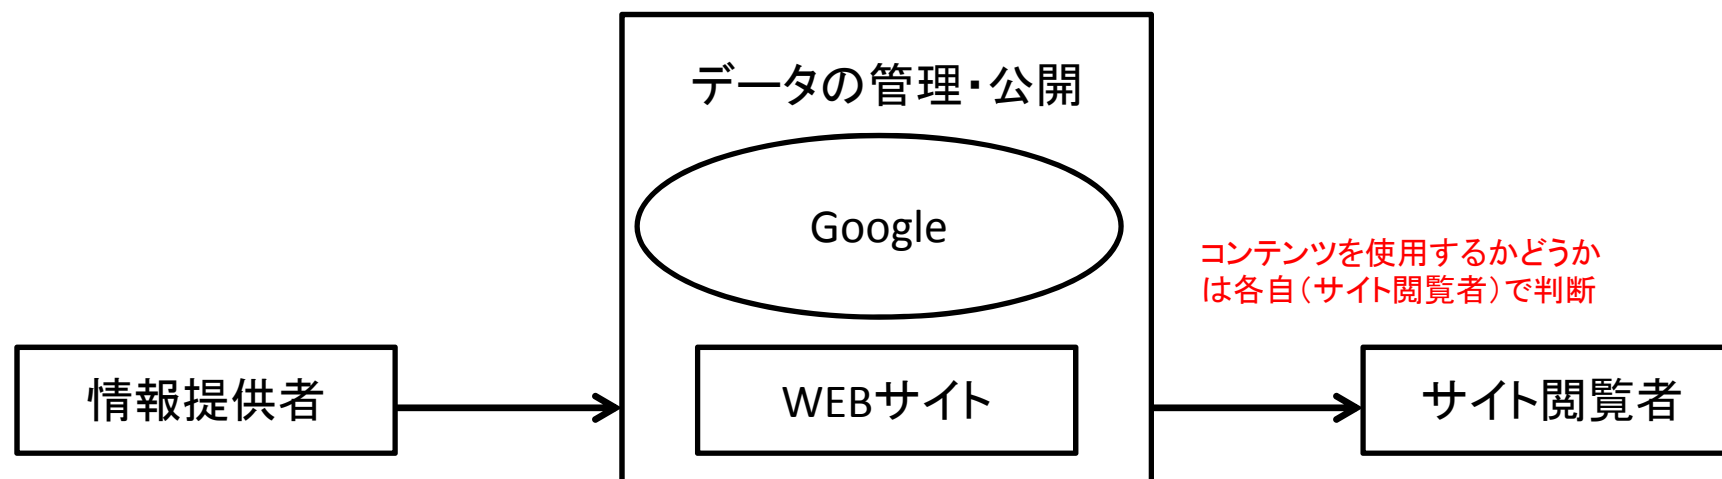 データの管理・公開
Google
コンテンツを使用するかどうか
は各自(サイト閲覧者)で判断
情報提供者
WEBサイト
サイト閲覧者